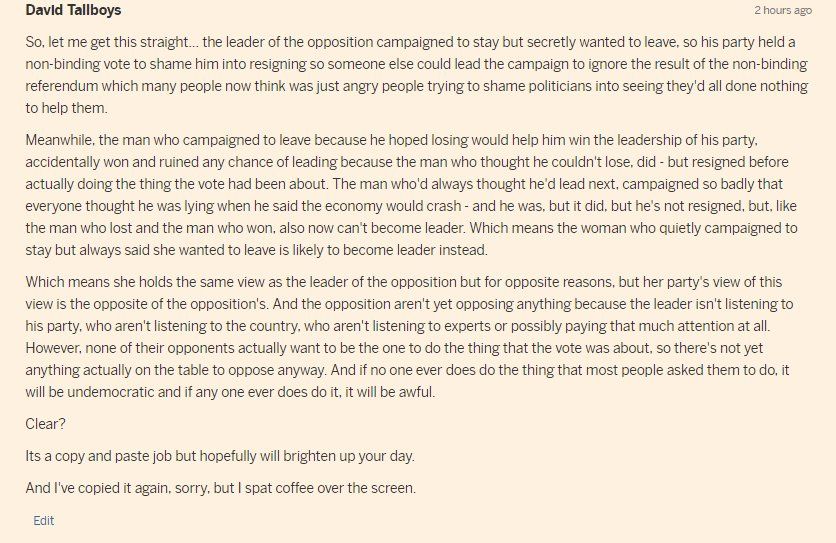 David Tallboys
2 hours ago
So, let me get this straight... the leader of the opposition campaigned to stay but secretly wanted to leave, so his party held a
non-binding vote to shame him into resigning so someone else could lead the campaign to ignore the result of the non-binding
referendum which many people now think was just angry people trying to shame politicians into seeing they'd all done nothing
to help them.
Meanwhile, the man who campaigned to leave because he hoped losing would help him win the leadership of his party,
accidentally won and ruined any chance of leading because the man who thought he couldn't lose, did - but resigned before
actually doing the thing the vote had been about. The man who'd always thought he'd lead next, campaigned so badly that
everyone thought he was lying when he said the economy would crash - and he was, but it did, but he's not resigned, but, like
the man who lost and the man who won, also now can't become leader. Which means the woman who quietly campaigned to
stay but always said she wanted to leave is likely to become leader instead.
Which means she holds the same view as the leader of the opposition but for opposite reasons, but her party's view of this
view is the opposite of the opposition's. And the opposition aren't yet opposing anything because the leader isn't listening to
his party, who aren't listening to the country, who aren't listening to experts or possibly paying that much attention at all.
However, none of their opponents actually want to be the one to do the thing that the vote was about, so there's not yet
anything actually on the table to oppose anyway. And if no one ever does do the thing that most people asked them to do, it
will be undemocratic and if any one ever does do it, it will be awful.
Clear?
Its a copy and paste job but hopefully will brighten up your day.
And I've copied it again, sorry, but I spat coffee over the screen.
Edit